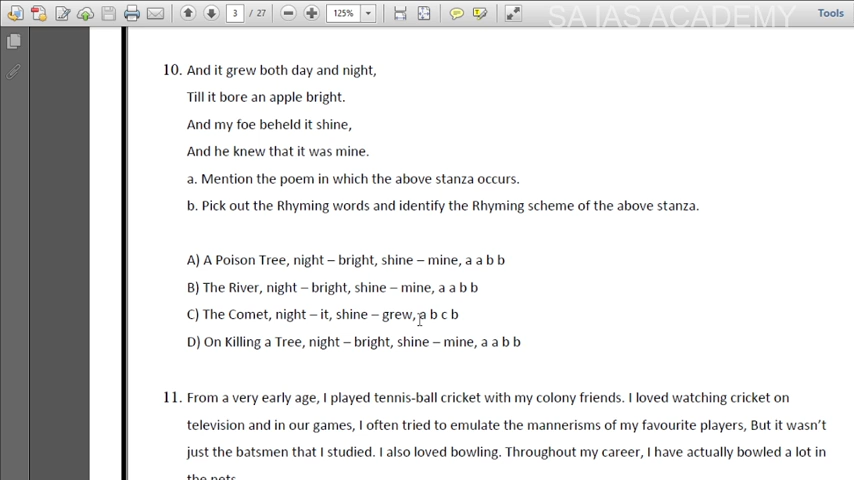 3 / 27
125%
SA IAS ACADEMY
Tools
10. And it grew both day and night,
Till it bore an apple bright.
And my foe beheld it shine,
And he knew that it was mine.
a. Mention the poem in which the above stanza occurs.
b. Pick out the Rhyming words and identify the Rhyming scheme of the above stanza.
A) A Poison Tree, night – bright, shine – mine, a a b b
B) The River, night – bright, shine – mine, a a b b
C) The Comet, night – it, shine – grew, a b c b
D) On Killing a Tree, night – bright, shine – mine, a a b b
11. From a very early age, I played tennis-ball cricket with my colony friends. I loved watching cricket on
television and in our games, I often tried to emulate the mannerisms of my favourite players, But it wasn't
just the batsmen that I studied. I also loved bowling. Throughout my career, I have actually bowled a lot in
the nets